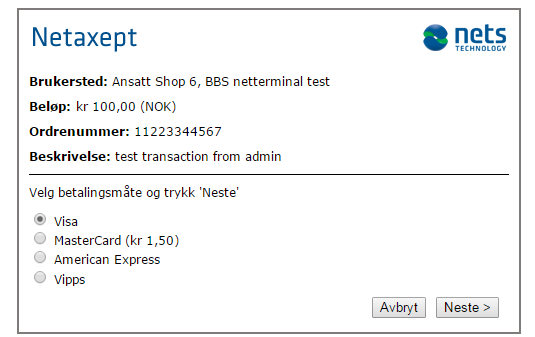 Netaxept
nets
TECHNOLOGY
Brukersted: Ansatt Shop 6, BBS netterminal test
Beløp: kr 100,00 (NOK)
Ordrenummer: 11223344567
Beskrivelse: test transaction from admin
Velg betalingsmåte og trykk 'Neste'
Visa
MasterCard (kr 1,50)
American Express
Vipps
Avbryt Neste >